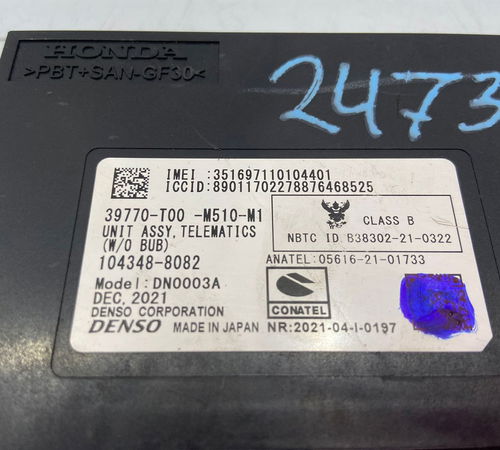 HONDA
>PBT+SAN-GF30<
2473
IMEI :351697110104401
ICCID:89011702278876468525
39770-T00 -M510-M1
UNIT ASSY,TELEMATICS
(W/O BUB)
104348-8082
Model:DN0003A
DEC, 2021
DENSO CORPORATION
DENSO MADE IN JAPAN
CLASS B
NBTC ID B38302-21-0322
ANATEL:05616-21-01733
CONATEL
NR:2021-04-I-0197